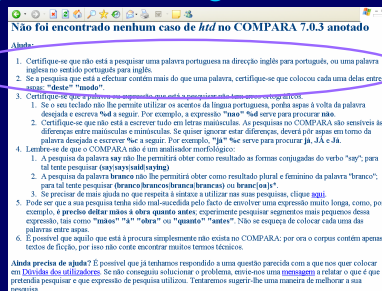 Não foi encontrado nenhum caso de htd no COMPARA 7.0.3 anotado
Ajuda:
1. Certifique-se que não está a pesquisar uma palavra portuguesa na direcção inglês para português, ou uma palavra
inglesa no sentido português para inglês.
2. Se a pesquisa que está a efectuar contém mais do que uma palavra, certifique-se que colocou cada uma delas entre
aspas: "deste" "modo".
3. Certifique-se que a palavra ou expressão que está a pesquisar não tem erros ortográficos.
1. Se o seu teclado não lhe permite utilizar os acentos da língua portuguesa, ponha aspas à volta da palavra
desejada e escreva %d a seguir. Por exemplo, a expressão "nao" %d serve para procurar não.
2. Certifique-se que não está a escrever tudo em letras maiúsculas. As pesquisas no COMPARA são sensíveis às
diferenças entre maiúsculas e minúsculas. Se quiser ignorar estas diferenças, deverá pôr aspas em torno da
palavra desejada e escrever %c a seguir. Por exemplo, "já" %c serve para procurar já, JÁ e Já.
4. Lembre-se de que o COMPARA não é um analisador morfológico:
1. A pesquisa da palavra say não lhe permitirá obter como resultado as formas conjugadas do verbo "say"; para
tal tente pesquisar (say|says|said|saying)
2. A pesquisa da palavra branco não lhe permitirá obter como resultado plural e feminino da palavra "branco";
para tal tente pesquisar (branco|brancos|branca|brancas) ou branc(oa)s*.
3. Se precisar de mais ajuda no que respeita à sintaxe a utilizar nas suas pesquisas, clique aqui.
5. Pode ser que a sua pesquisa tenha sido mal-sucedida pelo facto de envolver uma expressão muito longa, como, por
exemplo, é preciso deitar mãos à obra quanto antes; experimente pesquisar segmentos mais pequenos dessa
expressão, tais como "mãos" "à" "obra" ou "quanto" "antes". Não se esqueça de colocar cada uma das
palavras entre aspas.
6. É possível que aquilo que está à procura simplesmente não exista no COMPARA: por ora o corpus contém apenas
textos de ficção, por isso não conte encontrar muitos termos técnicos.
Ainda precisa de ajuda? É possível que já tenhamos respondido a uma questão parecida com a que nos quer colocar
em Dúvidas dos utilizadores. Se não conseguiu solucionar o problema, envie-nos uma mensagem a relatar o que é que
pretendia pesquisar e que expressão de pesquisa utilizou. Tentaremos sugerir-lhe uma maneira de melhorar a sua
pesquisa.